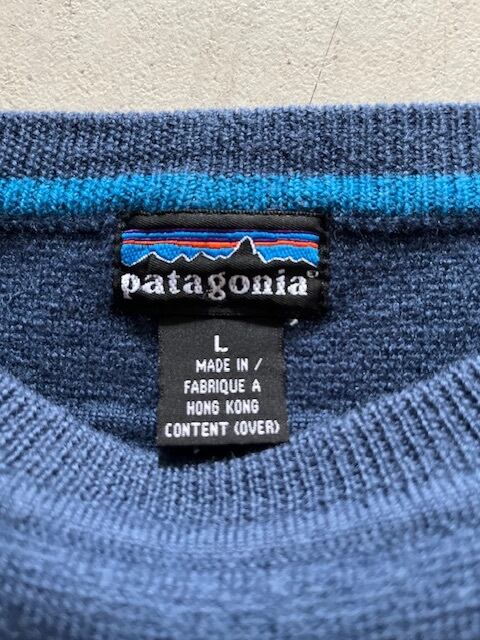 patagonia®
L
MADE IN /
FABRIQUE A
HONG KONG
CONTENT (OVER)